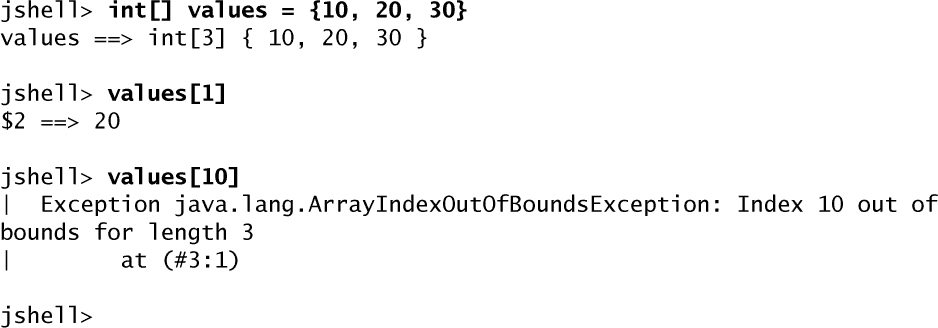 jshell> int[] values = {10, 20, 30}
values ==> int[3] { 10, 20, 30 }
jshell> values[1]
$2 ==> 20
jshell> values[10]
|  Exception java.lang.ArrayIndexOutOfBoundsException: Index 10 out of
bounds for length 3
|        at (#3:1)
jshell>